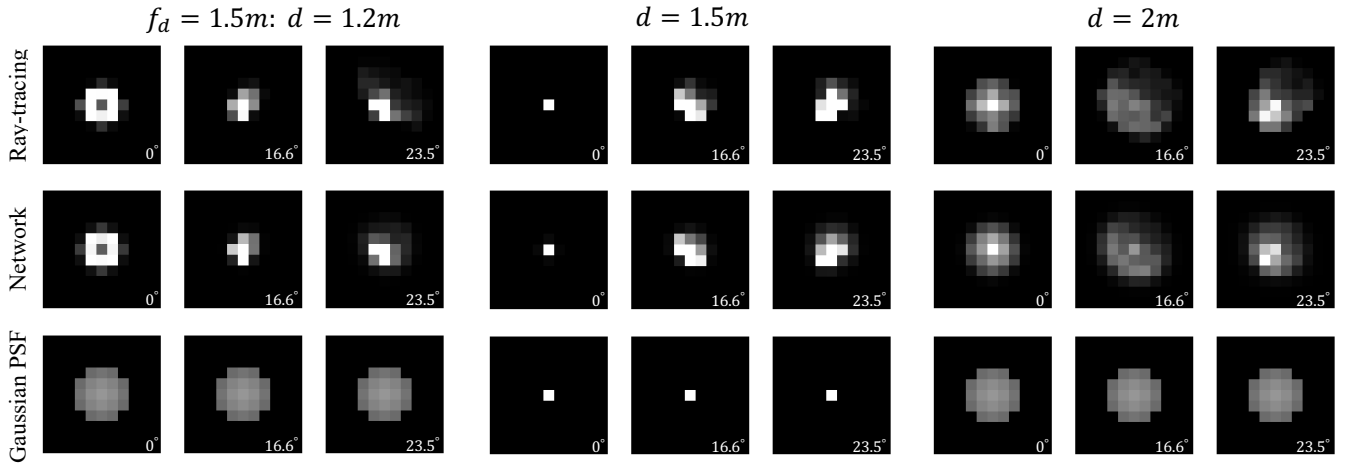 f_d = 1.5m: d = 1.2m
d = 1.5m
d = 2m
Ray-tracing
0° 16.6° 23.5° 0° 16.6° 23.5° 0° 16.6° 23.5°
Network
0° 16.6° 23.5° 0° 16.6° 23.5° 0° 16.6° 23.5°
Gaussian PSF
0° 16.6° 23.5° 0° 16.6° 23.5° 0° 16.6° 23.5°